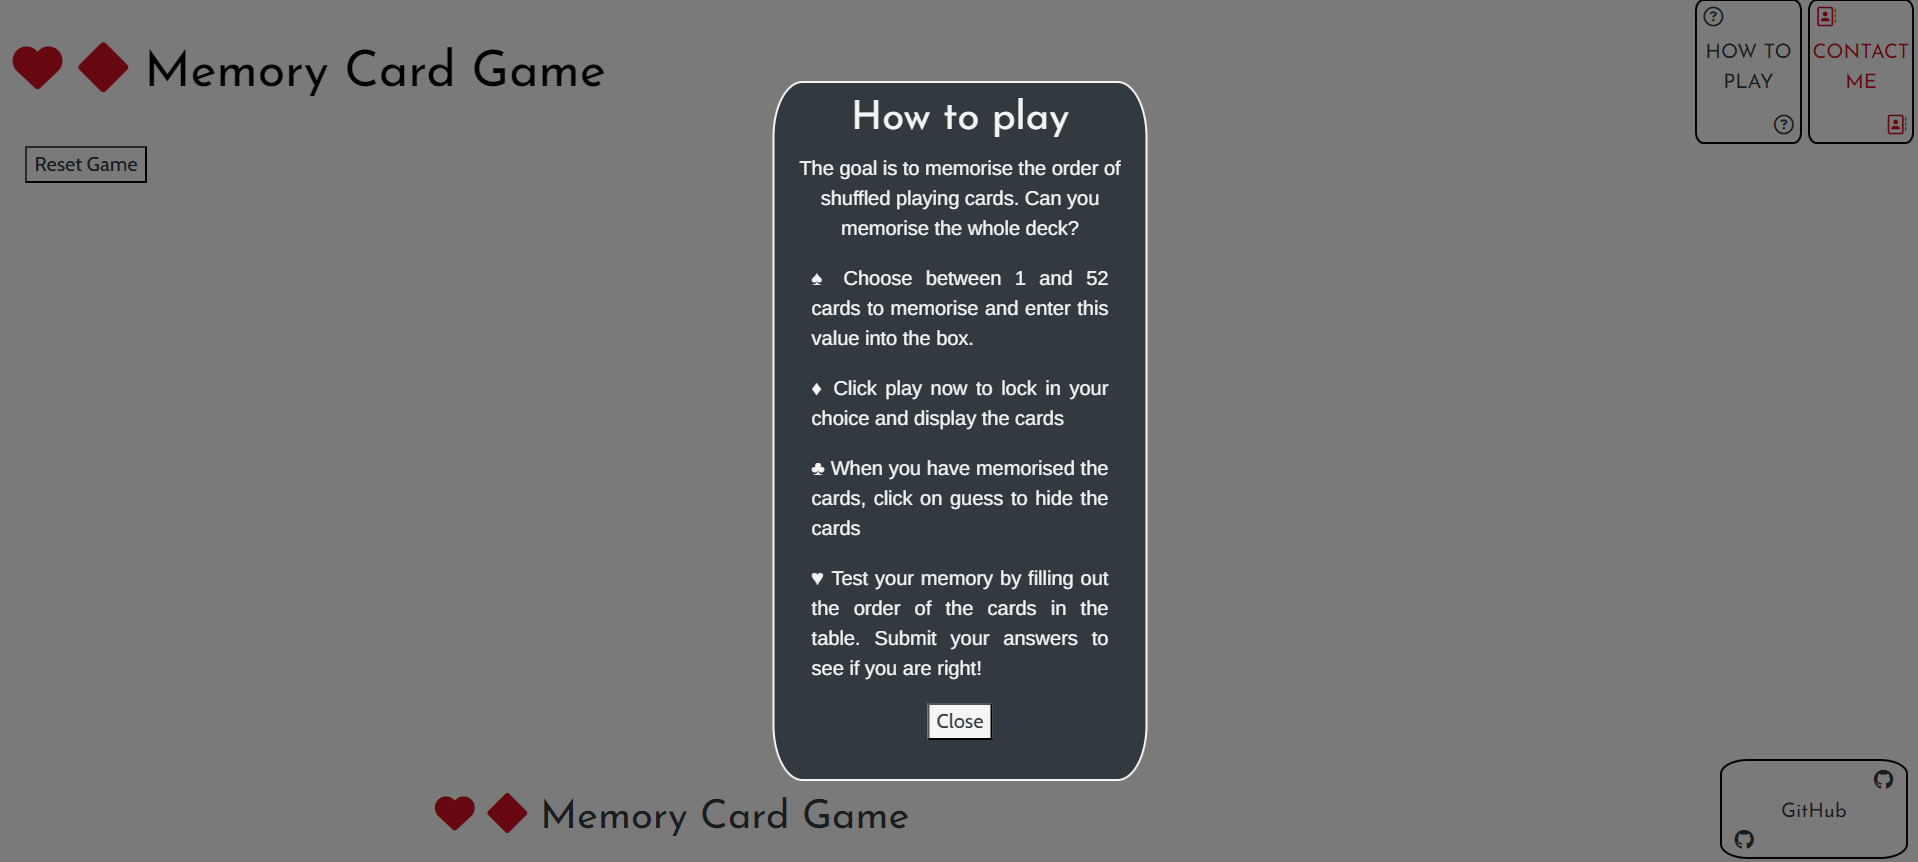 Memory Card Game
HOW TO
PLAY
CONTACT
ME
Reset Game
How to play
The goal is to memorise the order of
shuffled playing cards. Can you
memorise the whole deck?
♠ Choose between 1 and 52
cards to memorise and enter this
value into the box.
♦ Click play now to lock in your
choice and display the cards
♣ When you have memorised the
cards, click on guess to hide the
cards
♥ Test your memory by filling out
the order of the cards in the
table. Submit your answers to
see if you are right!
Close
Memory Card Game
GitHub